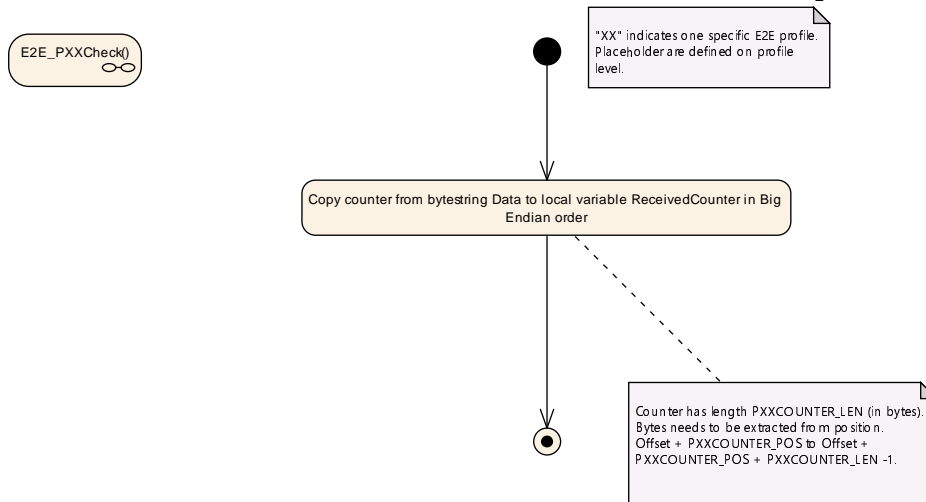 E2E_PXXCheck()
"XX" indicates one specific E2E profile.
Placeholder are defined on profile
level.
Copy counter from bytestring Data to local variable ReceivedCounter in Big
Endian order
Counter has length PXXCOUNTER_LEN (in bytes).
Bytes needs to be extracted from position.
Offset + PXXCOUNTER_POS to Offset +
PXXCOUNTER_POS + PXXCOUNTER_LEN -1.